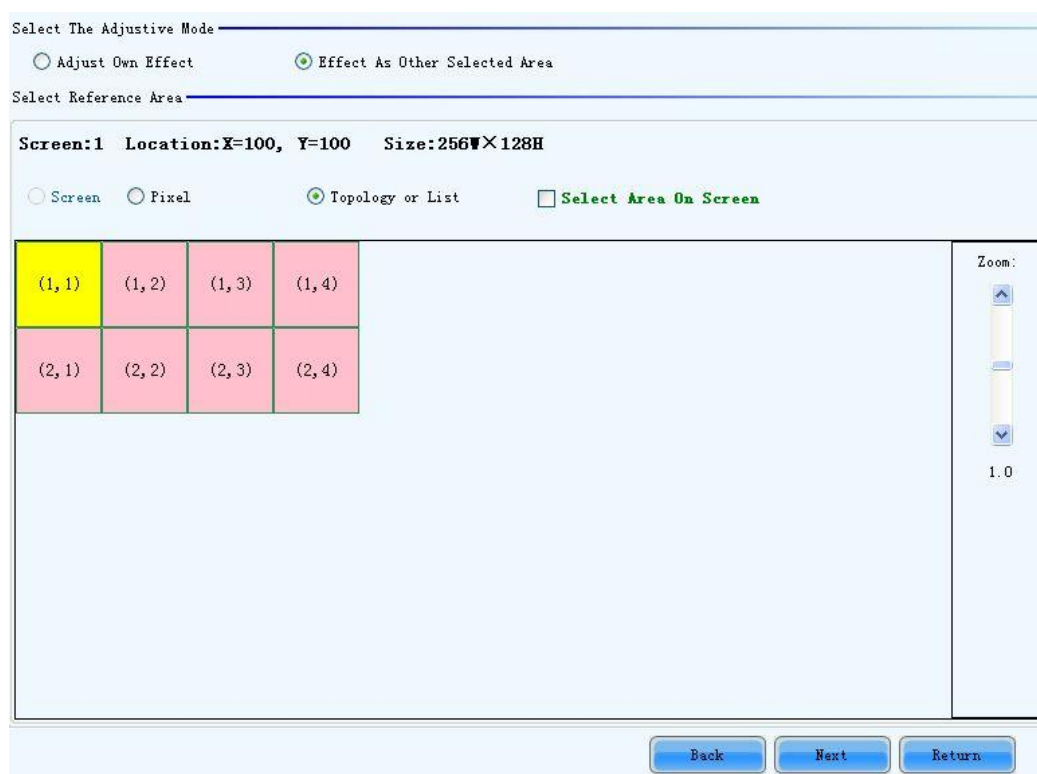 Select The Adjustive Mode
Adjust Own Effect Effect As Other Selected Area
Select Reference Area
Screen:1 Location:X=100, Y=100 Size:256W×128H
Screen Pixel Topology or List Select Area On Screen
Zoom:
(1, 1) (1, 2) (1, 3) (1, 4)
(2, 1) (2, 2) (2, 3) (2, 4)
1.0
Back Next Return